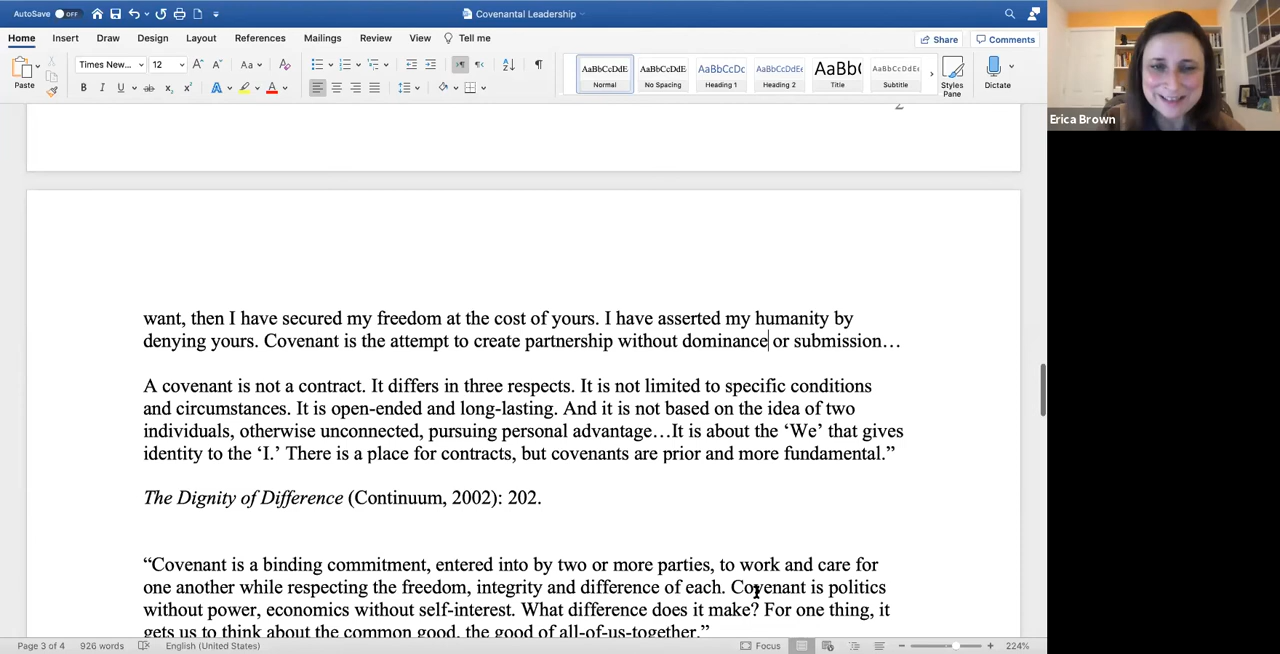 AutoSave OFF
Covenantal Leadership
Home Insert Draw Design Layout References Mailings Review View Tell me
Share Comments
Paste
Times New... 12
Aa
AaBbCcDdE AaBbCcDdE AaBbCcDc AaBbCcDdEe AaBb( AaBbCcDdEe
Normal No Spacing Heading 1 Heading 2 Title Subtitle
Styles Pane
Dictate
Erica Brown
2
want, then I have secured my freedom at the cost of yours. I have asserted my humanity by
denying yours. Covenant is the attempt to create partnership without dominance or submission…
A covenant is not a contract. It differs in three respects. It is not limited to specific conditions
and circumstances. It is open-ended and long-lasting. And it is not based on the idea of two
individuals, otherwise unconnected, pursuing personal advantage…It is about the ‘We’ that gives
identity to the ‘I.’ There is a place for contracts, but covenants are prior and more fundamental.”
The Dignity of Difference (Continuum, 2002): 202.
“Covenant is a binding commitment, entered into by two or more parties, to work and care for
one another while respecting the freedom, integrity and difference of each. Covenant is politics
without power, economics without self-interest. What difference does it make? For one thing, it
gets us to think about the common good, the good of all-of-us-together.”
Page 3 of 4 926 words English (United States) Focus 224%